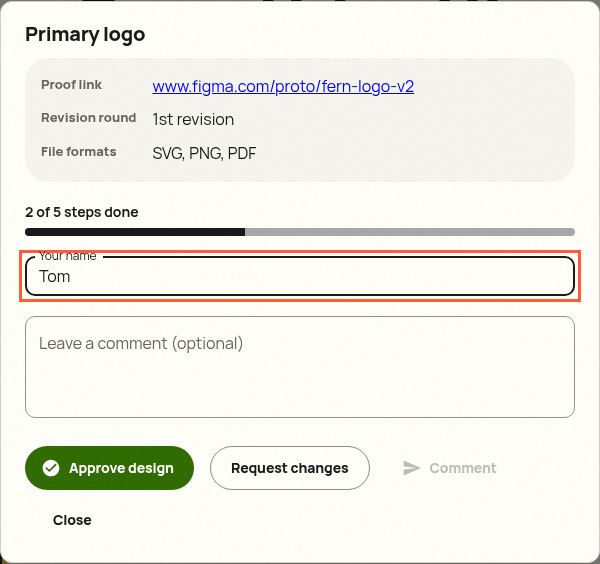 Primary logo
Proof link www.figma.com/proto/fern-logo-v2
Revision round 1st revision
File formats SVG, PNG, PDF
2 of 5 steps done
Your name
Tom
Leave a comment (optional)
Approve design Request changes Comment
Close